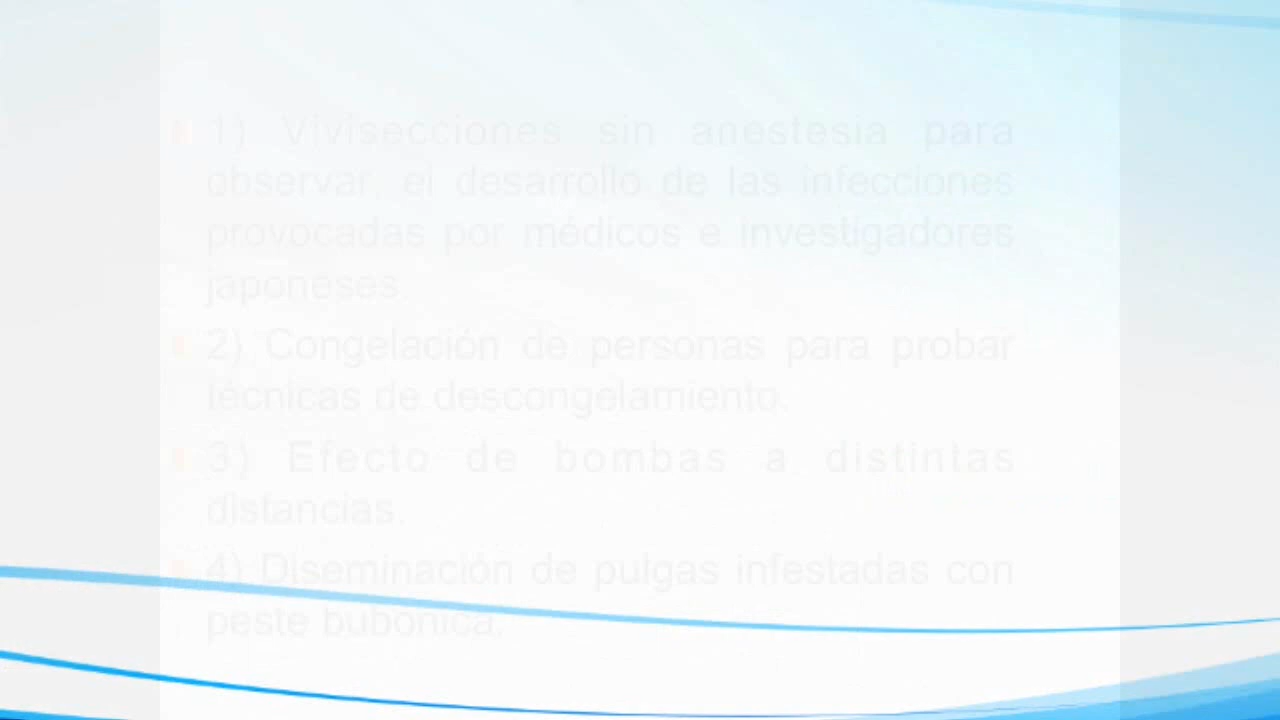 1) Vivisecciones sin anestesia para
observar, el desarrollo de las infecciones
provocadas por médicos e investigadores
japoneses
2) Congelación de personas para probar
técnicas de descongelamiento.
3) Efecto de bombas a distintas
distancias.
4) Diseminación de pulgas infestadas con
peste bubónica.